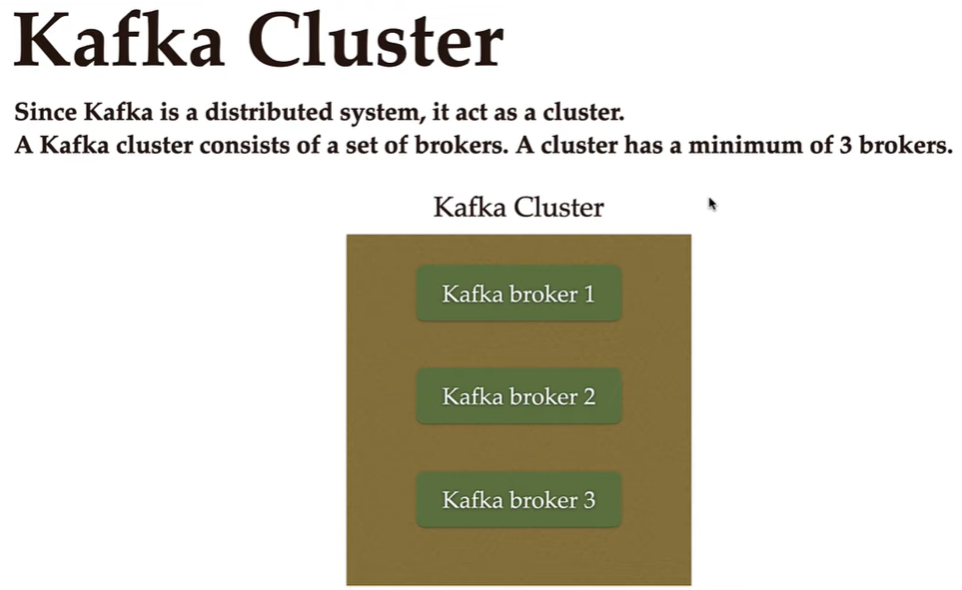 Kafka Cluster
Since Kafka is a distributed system, it act as a cluster.
A Kafka cluster consists of a set of brokers. A cluster has a minimum of 3 brokers.
Kafka Cluster
Kafka broker 1
Kafka broker 2
Kafka broker 3